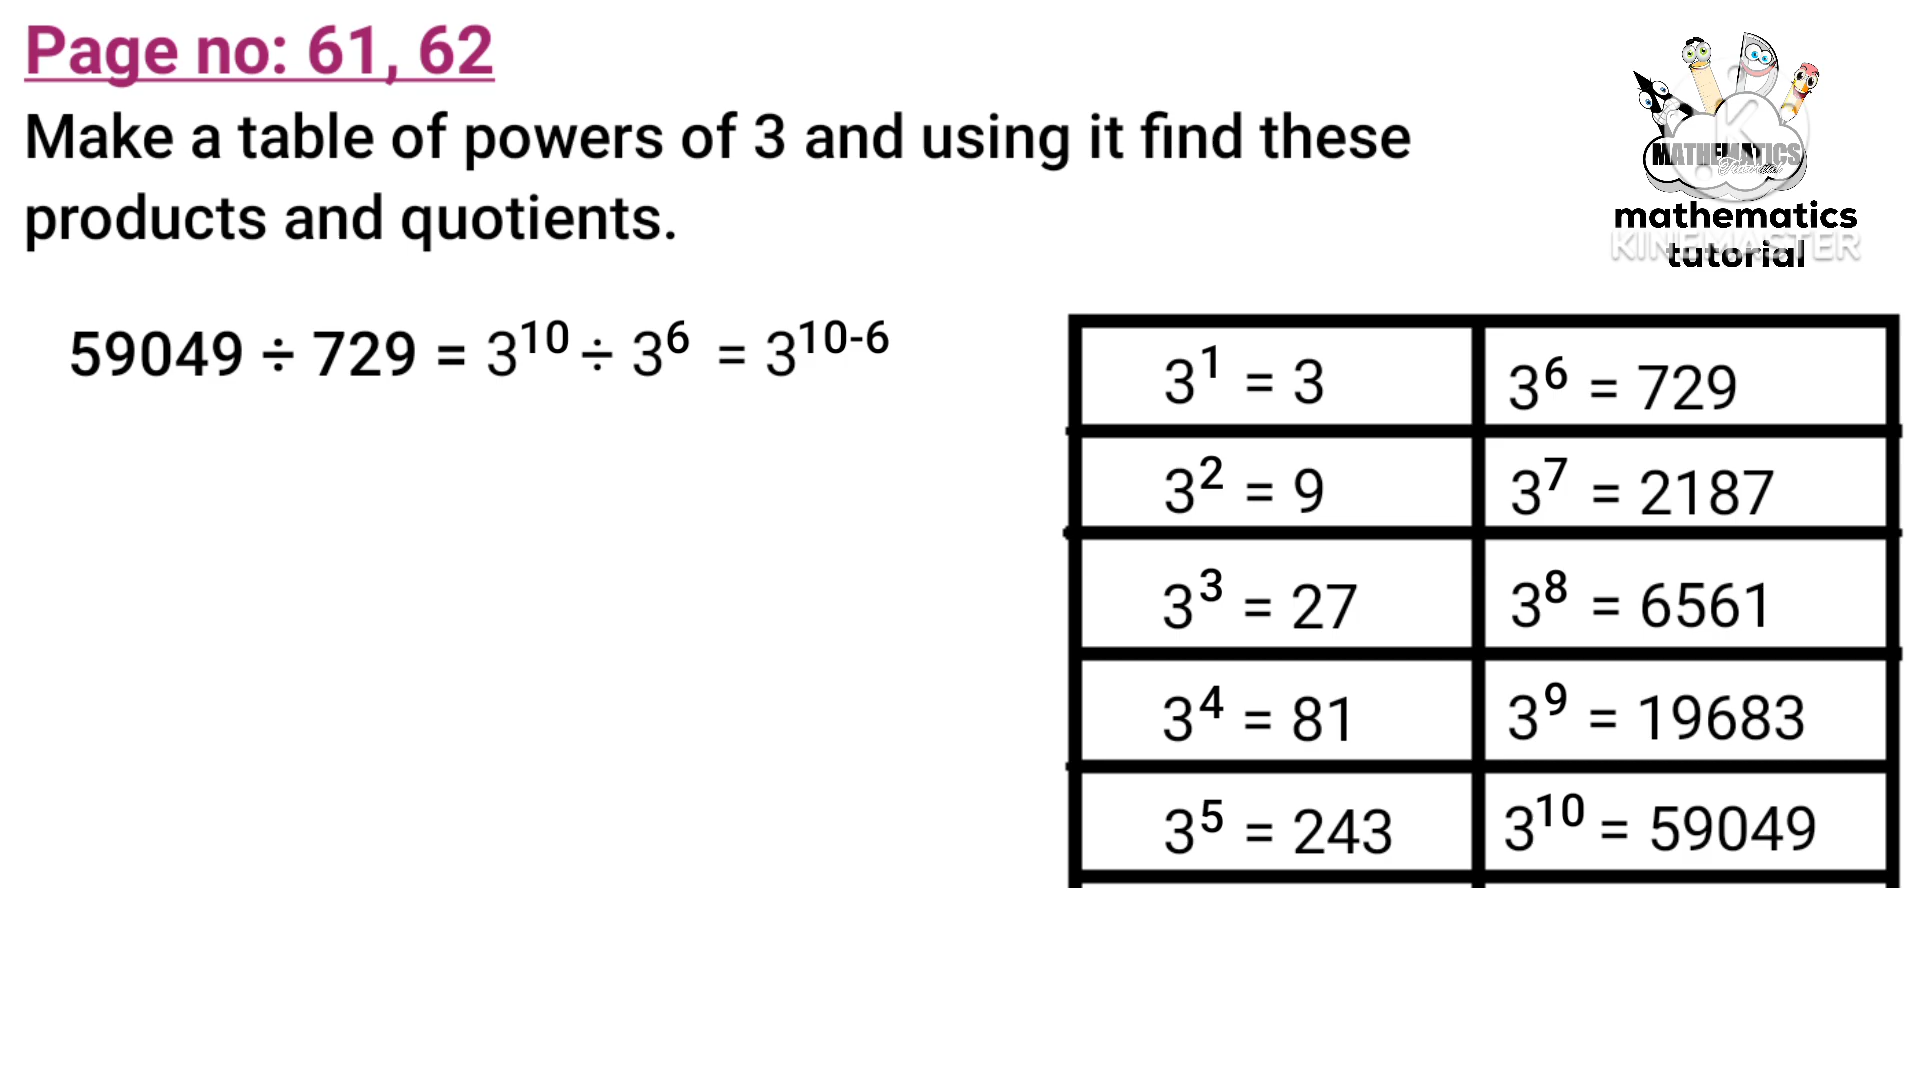 Page no: 61, 62
Make a table of powers of 3 and using it find these
products and quotients.
MATHEMATICS
mathematics
KINEMASTER
tutorial
59049 ÷ 729 = 3¹⁰ ÷ 3⁶ = 3¹⁰⁻⁶
3¹ = 3 3⁶ = 729
3² = 9 3⁷ = 2187
3³ = 27 3⁸ = 6561
3⁴ = 81 3⁹ = 19683
3⁵ = 243 3¹⁰ = 59049